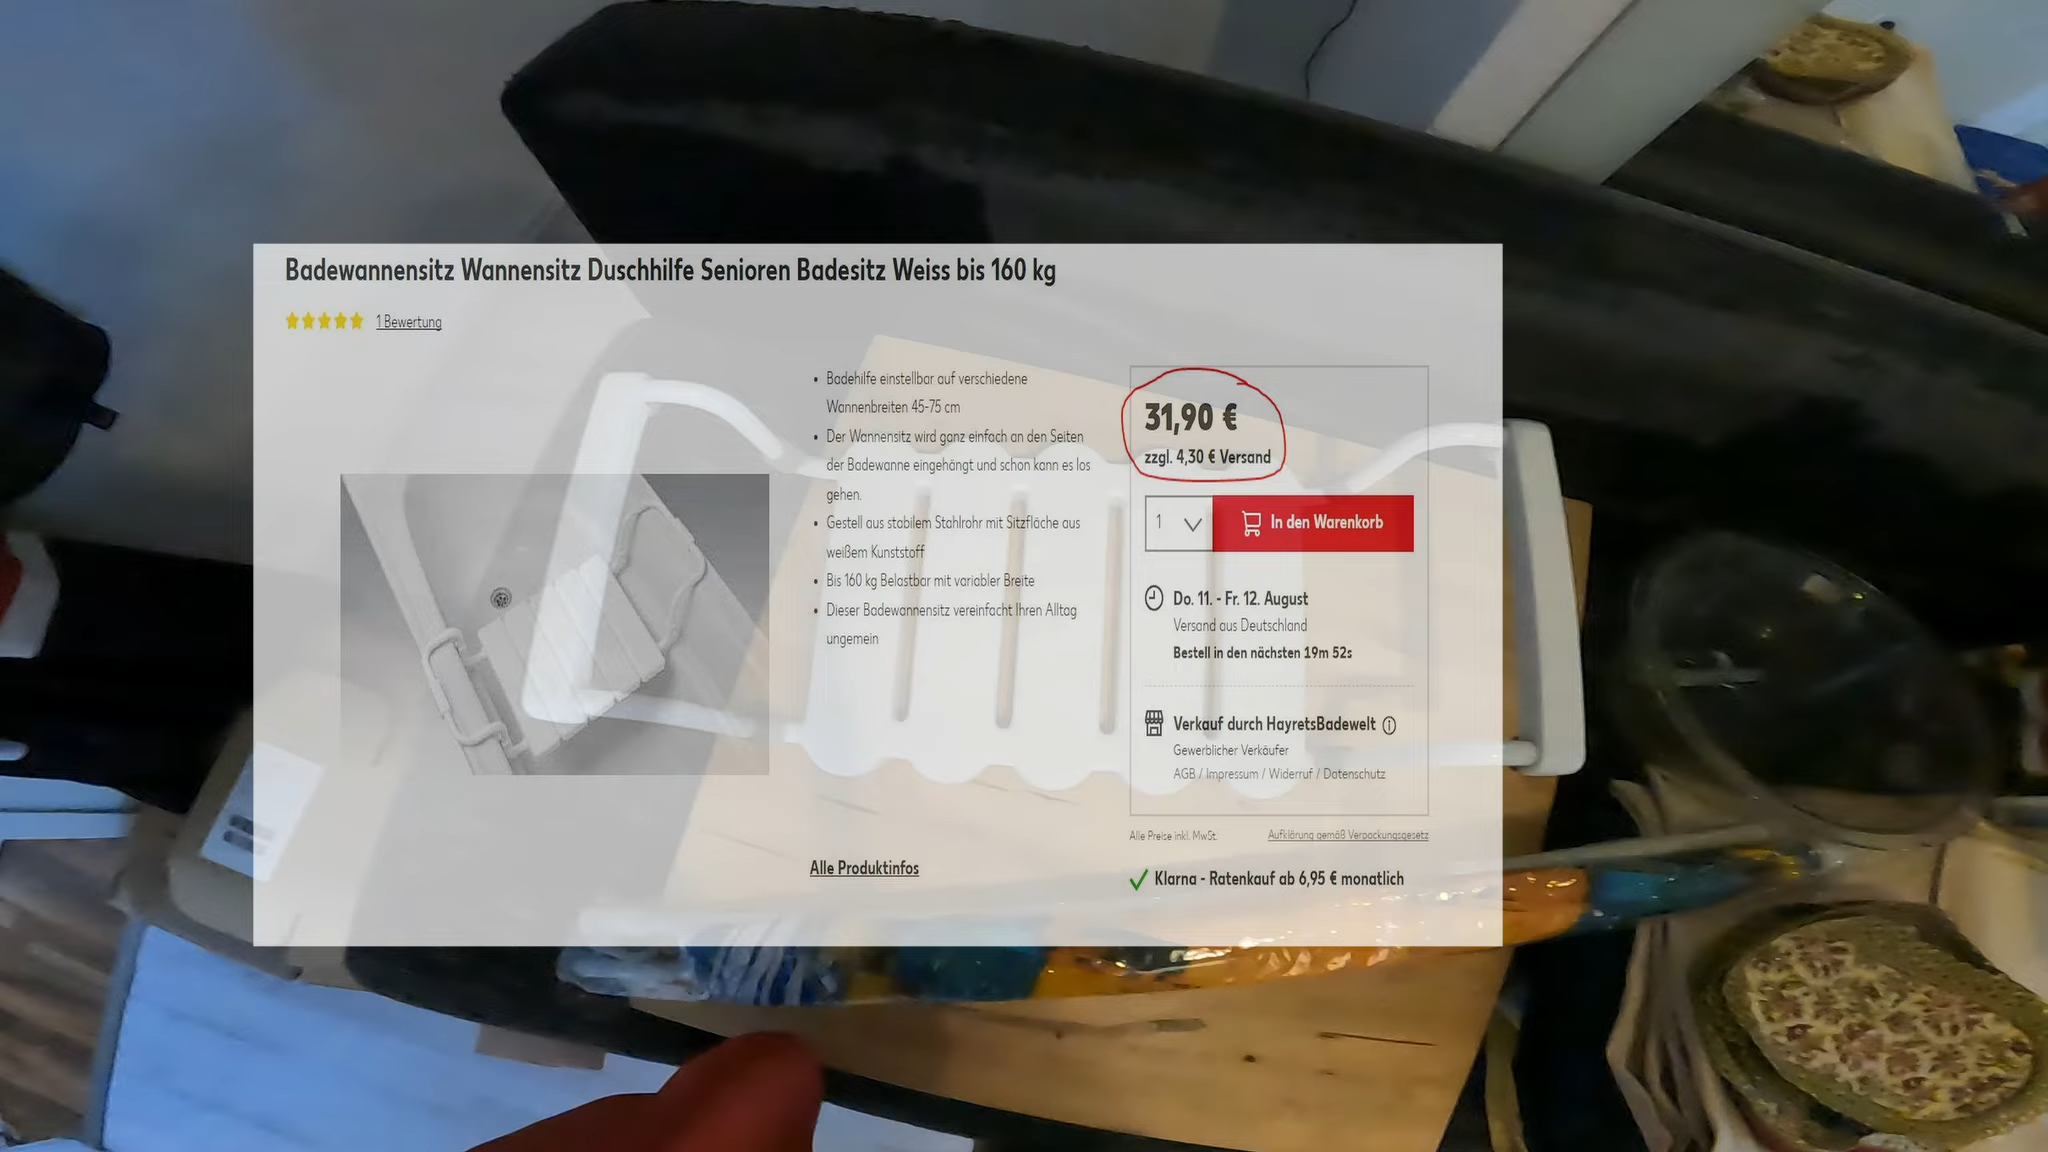 Badewannensitz Wannensitz Duschhilfe Senioren Badesitz Weiss bis 160 kg
1 Bewertung
• Badehilfe einstellbar auf verschiedene
Wannenbreiten 45-75 cm
• Der Wannensitz wird ganz einfach an den Seiten
der Badewanne eingehängt und schon kann es los
gehen.
• Gestell aus stabilem Stahlrohr mit Sitzfläche aus
weißem Kunststoff
• Bis 160 kg Belastbar mit variabler Breite
• Dieser Badewannensitz vereinfacht Ihren Alltag
ungemein
Alle Produktinfos
31,90 €
zzgl. 4,30 € Versand
1
In den Warenkorb
Do. 11. - Fr. 12. August
Versand aus Deutschland
Bestell in den nächsten 19m 52s
Verkauf durch HayretsBadewelt
Gewerblicher Verkäufer
AGB / Impressum / Widerruf / Datenschutz
Alle Preise inkl. MwSt.
Aufklärung gemäß Verpackungsgesetz
Klarna - Ratenkauf ab 6,95 € monatlich